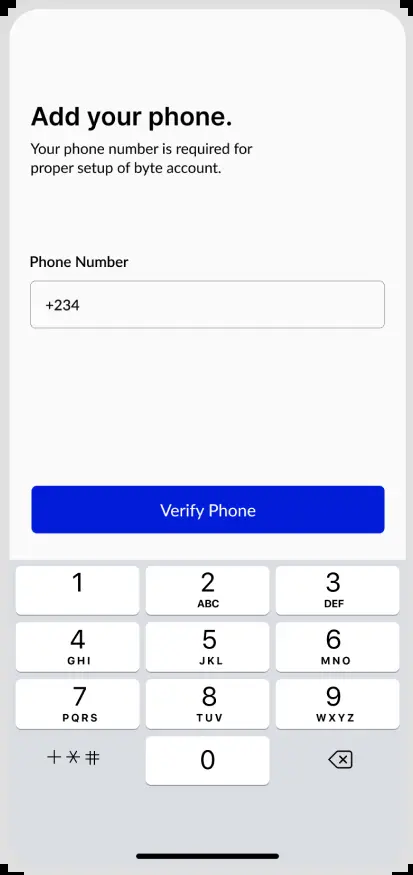 Add your phone.
Your phone number is required for
proper setup of byte account.
Phone Number
+234
Verify Phone
1 2 3
ABC DEF
4 5 6
GHI JKL MNO
7 8 9
PQRS TUV WXYZ
+*# 0